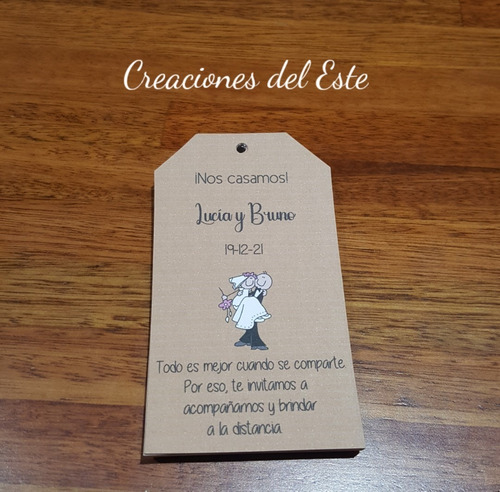 Creaciones del Este
¡Nos casamos!
Lucía y Bruno
19-12-21
Todo es mejor cuando se comparte
Por eso, te invitamos a
acompañarnos y brindar
a la distancia